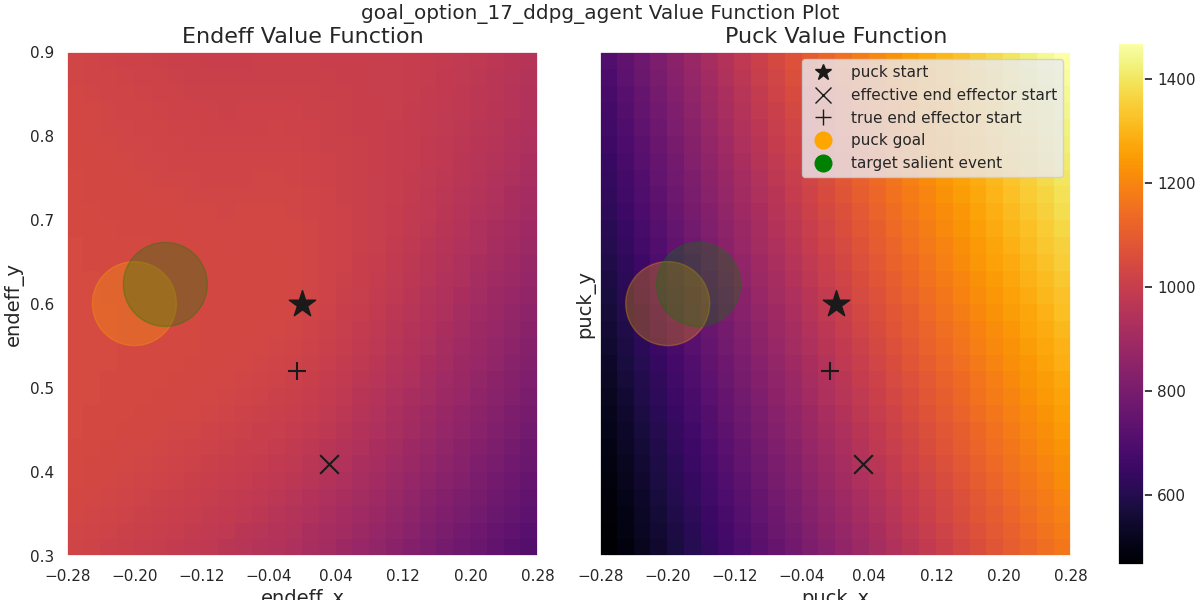 goal_option_17_ddpg_agent Value Function Plot
Endeff Value Function
Puck Value Function
0.9
0.8
0.7
0.6
0.5
0.4
0.3
endeff_y
−0.28 −0.20 −0.12 −0.04 0.04 0.12 0.20 0.28
endeff_x
puck_y
puck start
effective end effector start
true end effector start
puck goal
target salient event
−0.28 −0.20 −0.12 −0.04 0.04 0.12 0.20 0.28
puck_x
1400
1200
1000
800
600